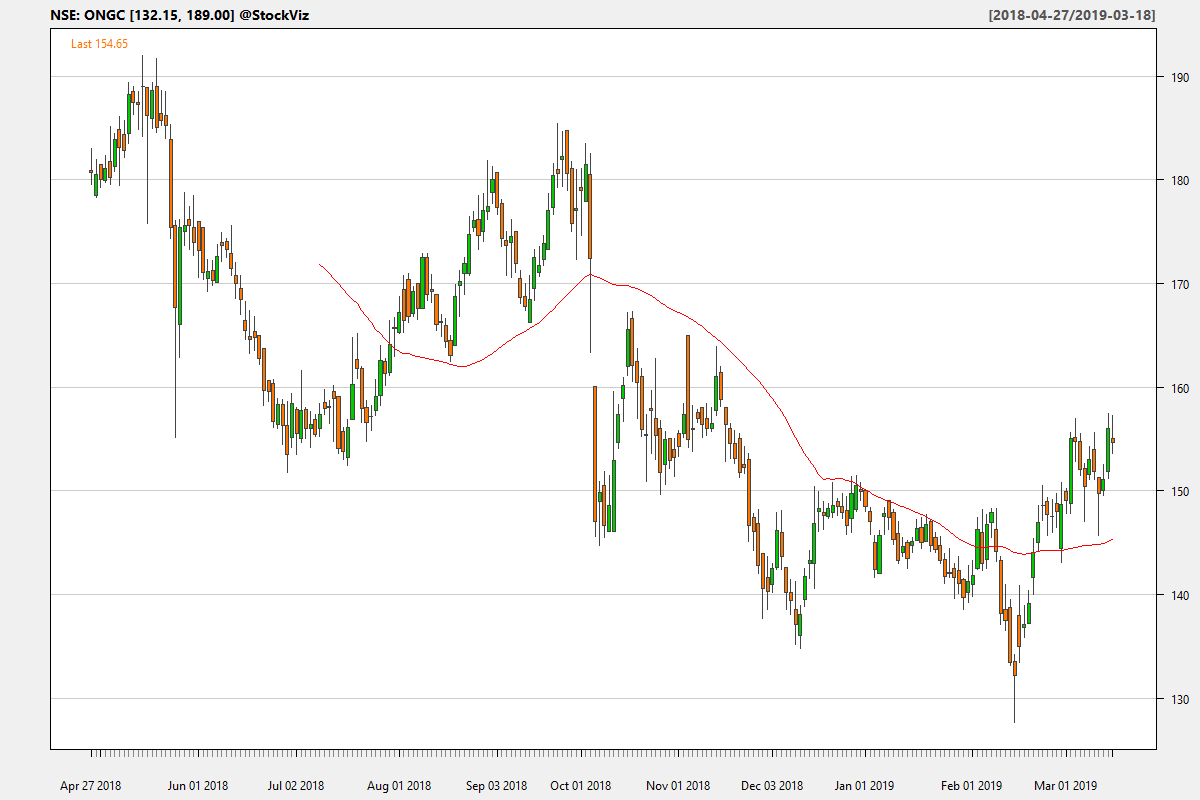 NSE: ONGC [132.15, 189.00] @StockViz [2018-04-27/2019-03-18]
Last 154.65
190
180
170
160
150
140
130
Apr 27 2018 Jun 01 2018 Jul 02 2018 Aug 01 2018 Sep 03 2018 Oct 01 2018 Nov 01 2018 Dec 03 2018 Jan 01 2019 Feb 01 2019 Mar 01 2019